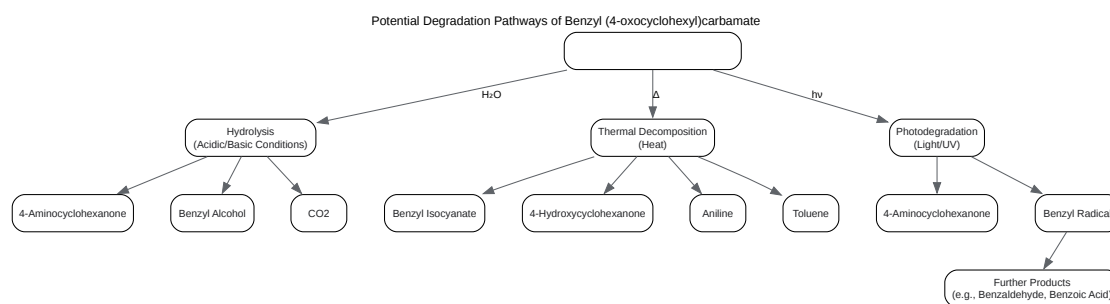 Potential Degradation Pathways of Benzyl (4-oxocyclohexyl)carbamate
H₂O
Δ
hν
Hydrolysis
(Acidic/Basic Conditions)
Thermal Decomposition
(Heat)
Photodegradation
(Light/UV)
4-Aminocyclohexanone
Benzyl Alcohol
CO2
Benzyl Isocyanate
4-Hydroxycyclohexanone
Aniline
Toluene
4-Aminocyclohexanone
Benzyl Radical
Further Products
(e.g., Benzaldehyde, Benzoic Acid)